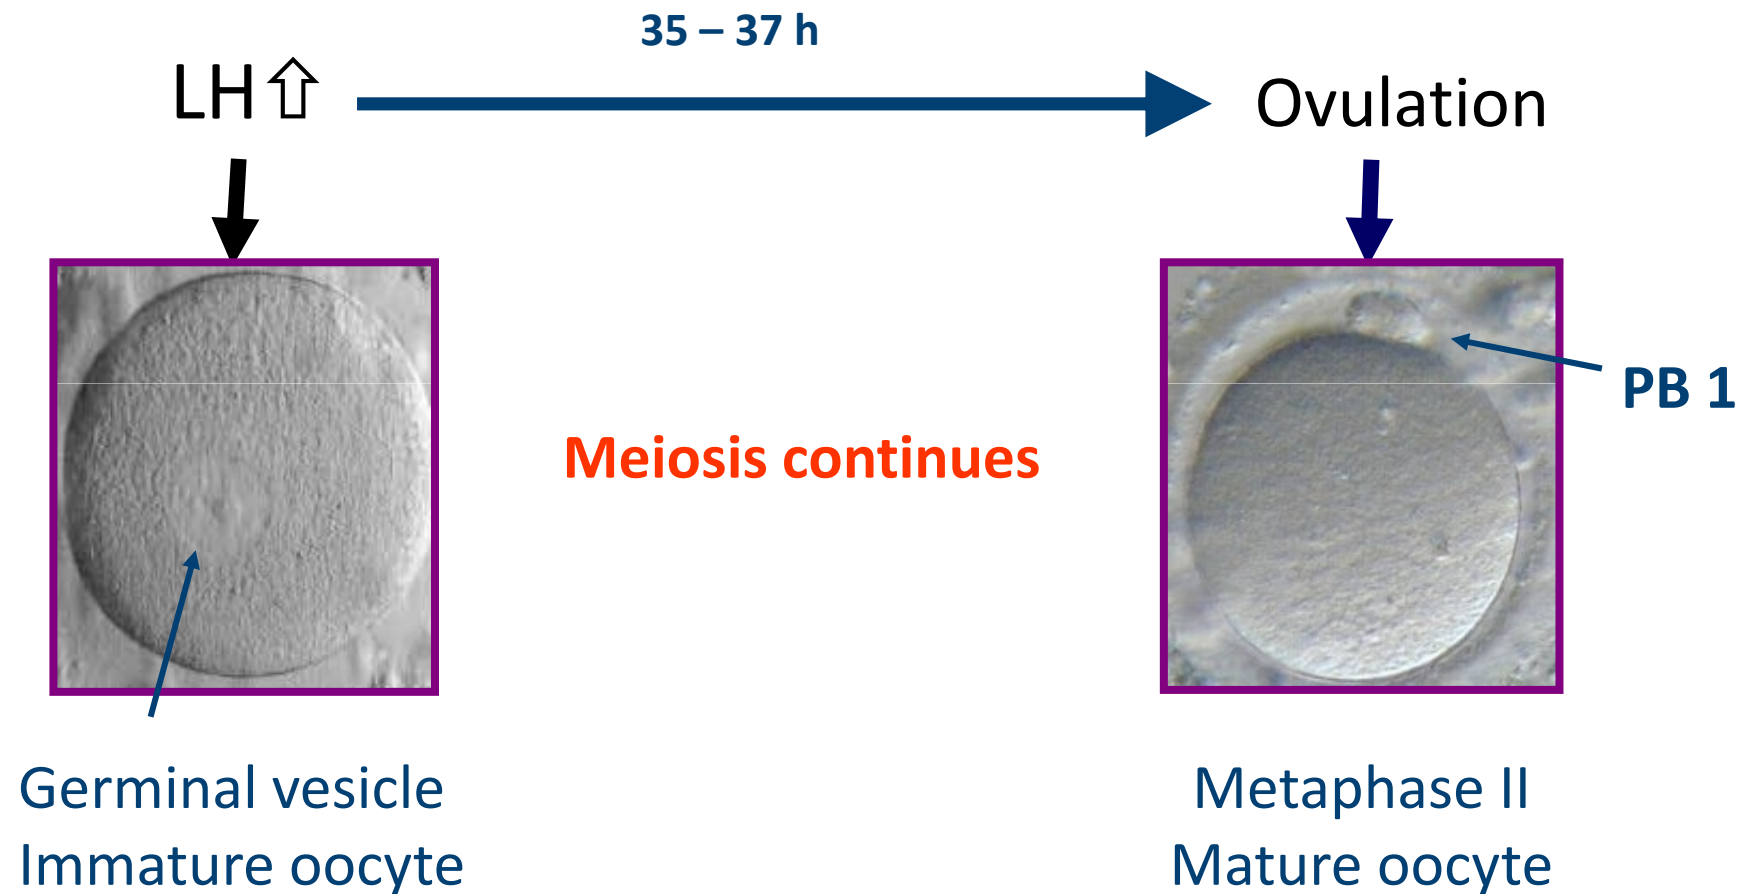 35 – 37 h
LH
Ovulation
PB 1
Meiosis continues
Germinal vesicle
Immature oocyte
Metaphase II
Mature oocyte